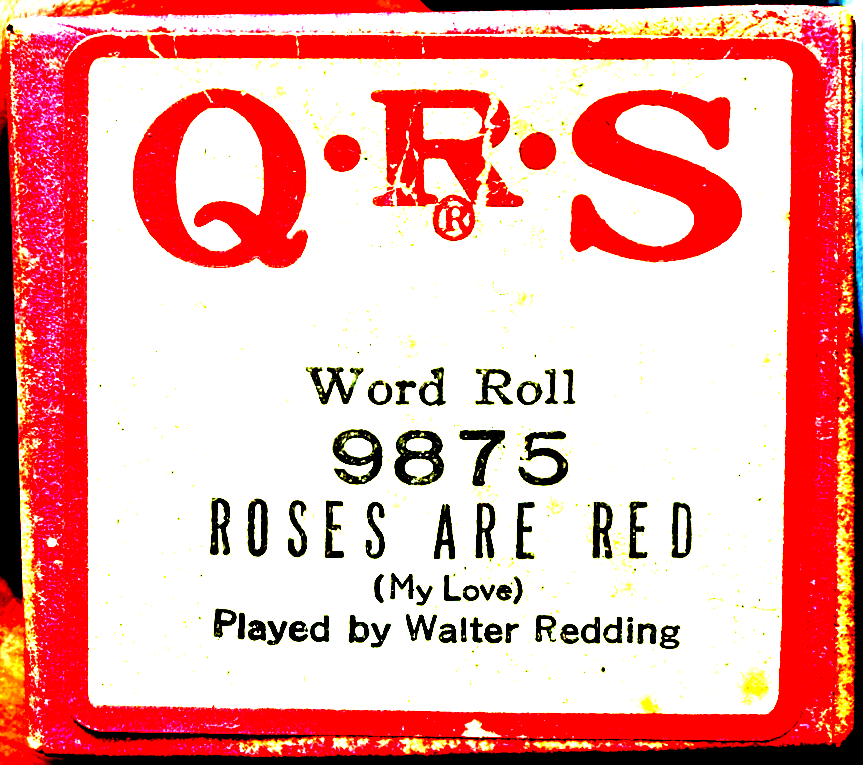 Q·R·S
®
Word Roll
9875
ROSES ARE RED
(My Love)
Played by Walter Redding